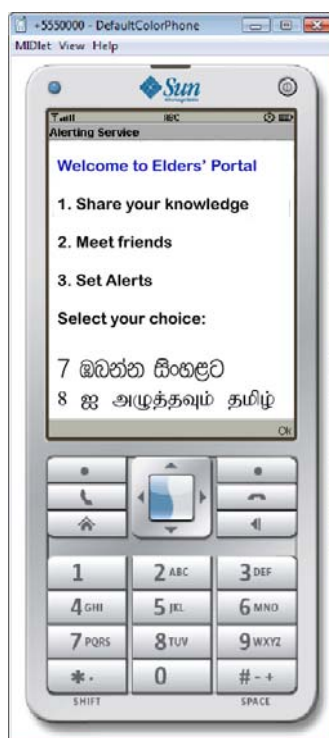 +5550000 - DefaultColorPhone
MIDlet View Help
Sun
ABC
Alerting Service
Welcome to Elders' Portal
1. Share your knowledge
2. Meet friends
3. Set Alerts
Select your choice:
7 ඔබන්න සිංහලට
8 ஐ அழுத்தவும் தமிழ்
Ok
1
2 ABC
3 DEF
4 GHI
5 JKL
6 MNO
7 PQRS
8 TUV
9 WXYZ
* .
0
# - +
SHIFT
SPACE